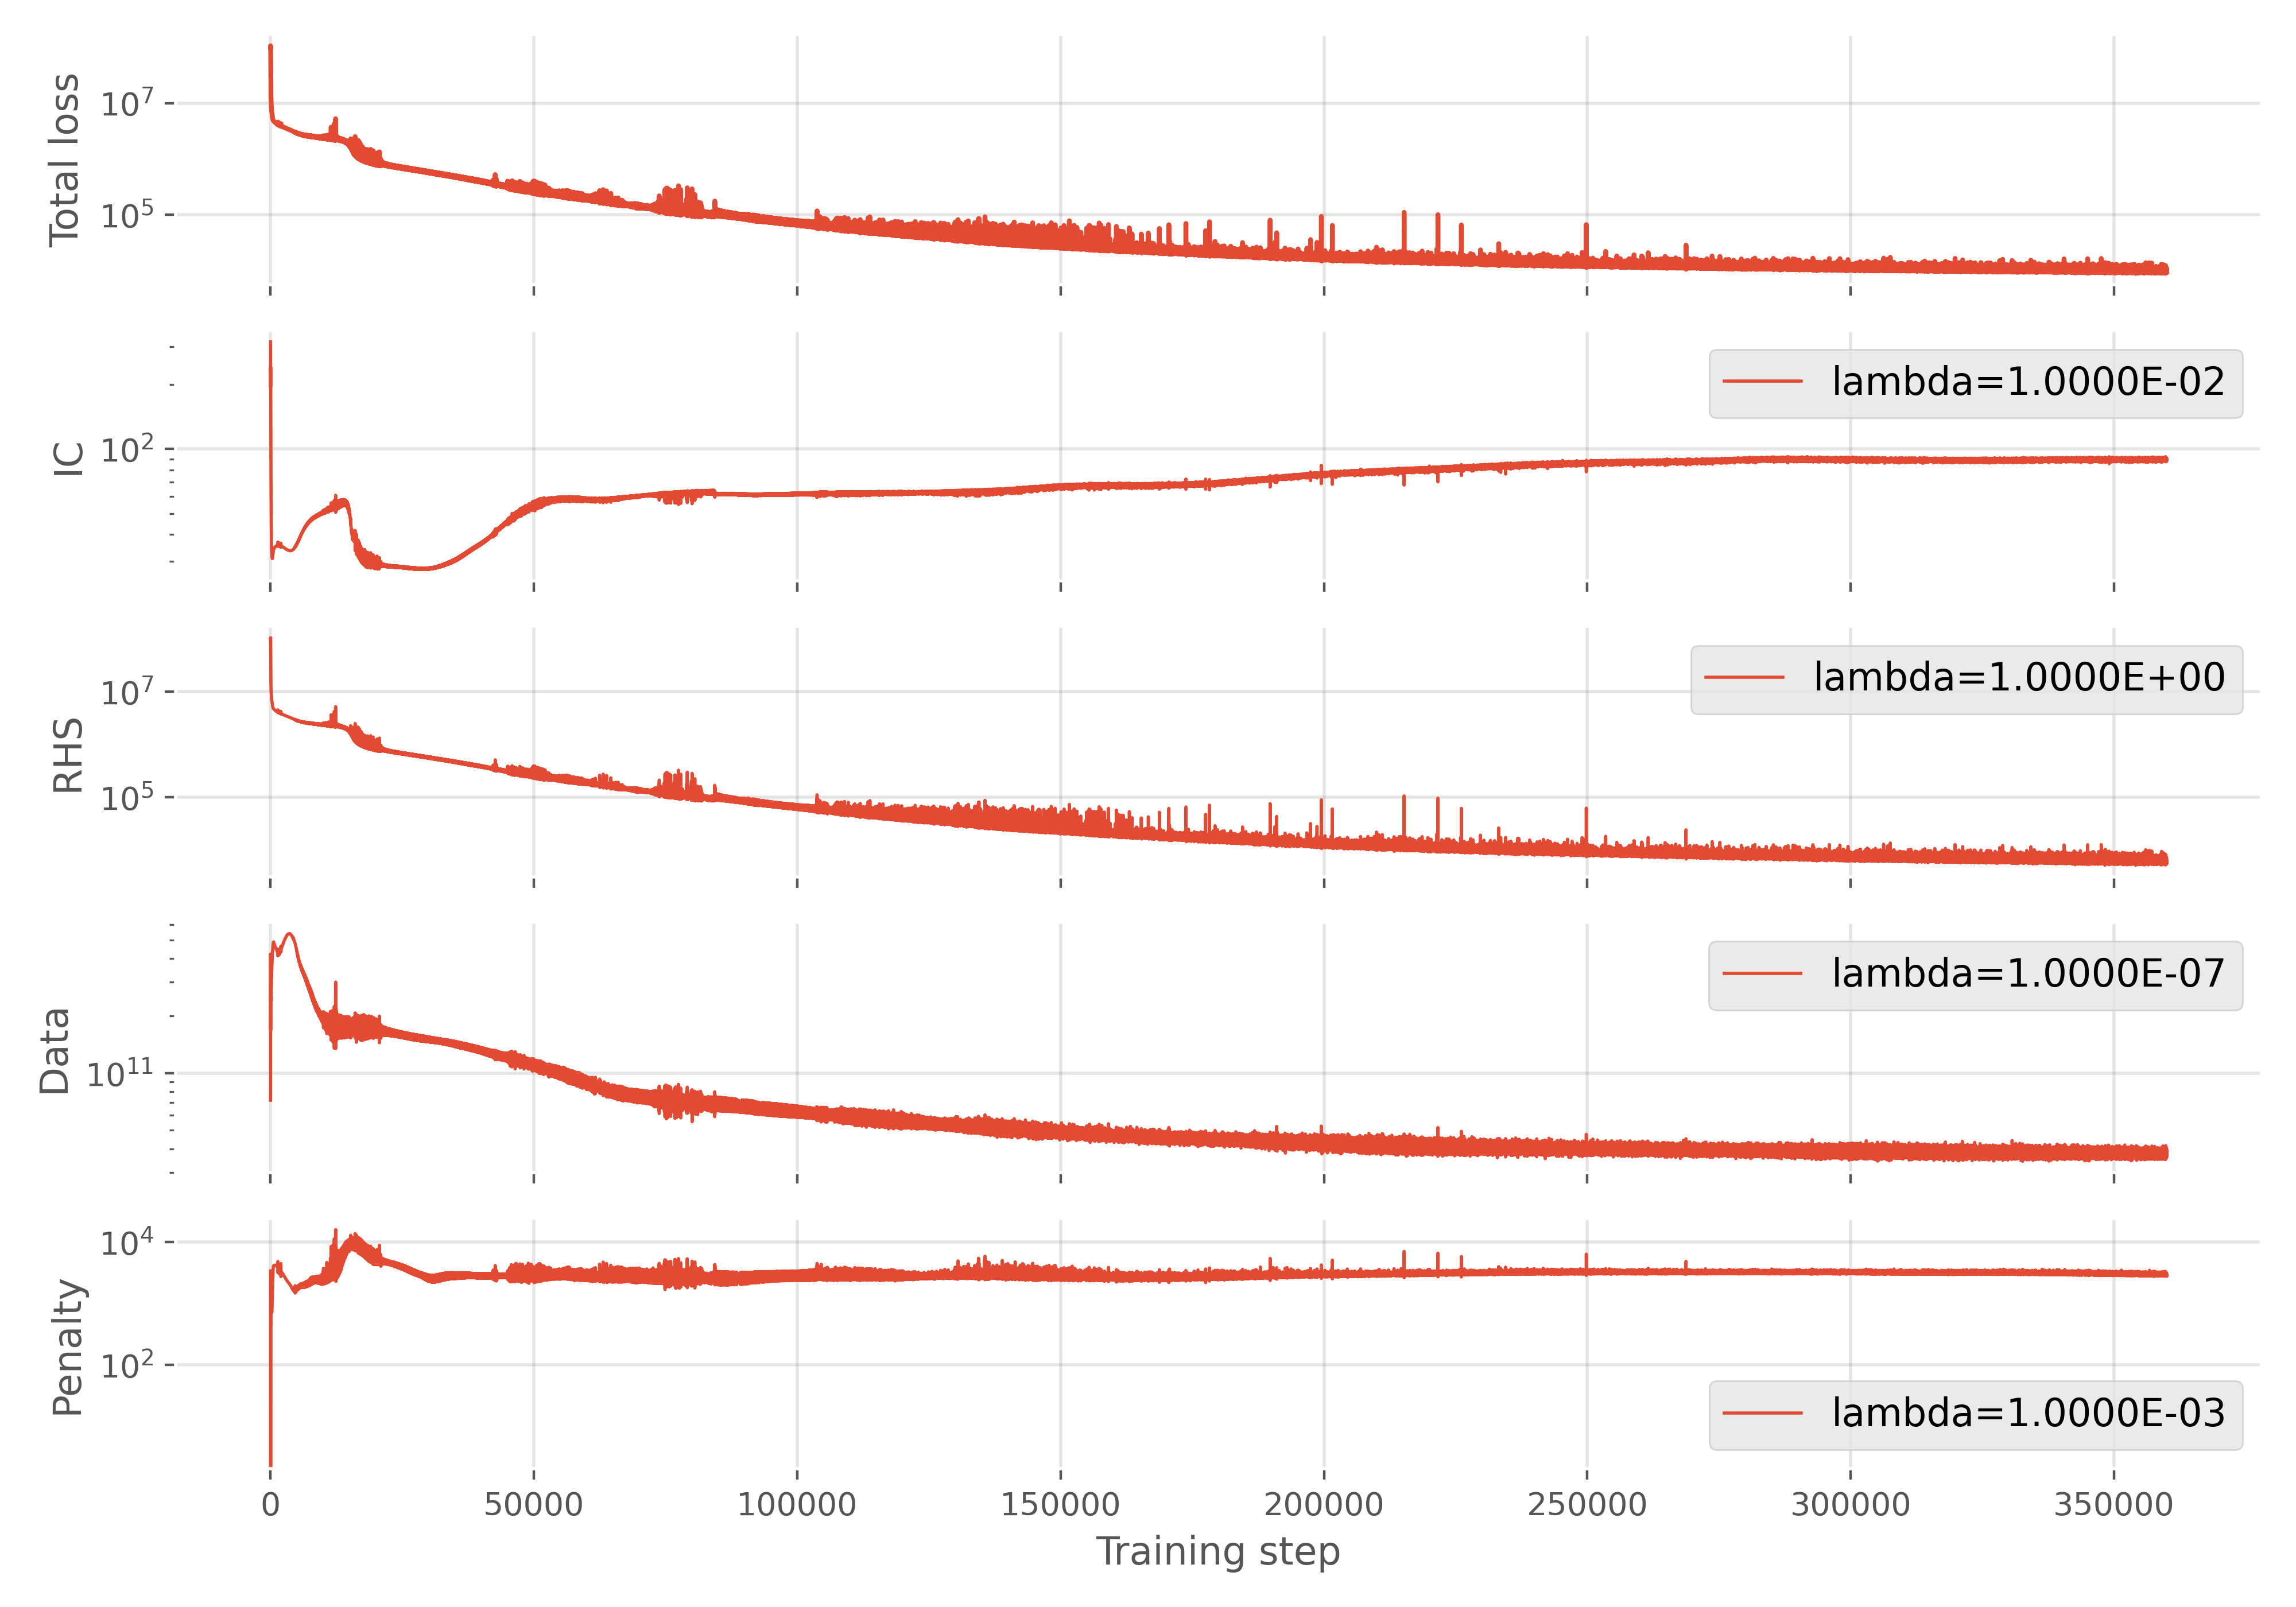 Total loss
10^7
10^5
IC
10^2
lambda=1.0000E-02
RHS
10^7
10^5
lambda=1.0000E+00
Data
10^11
lambda=1.0000E-07
Penalty
10^4
10^2
lambda=1.0000E-03
0 50000 100000 150000 200000 250000 300000 350000
Training step